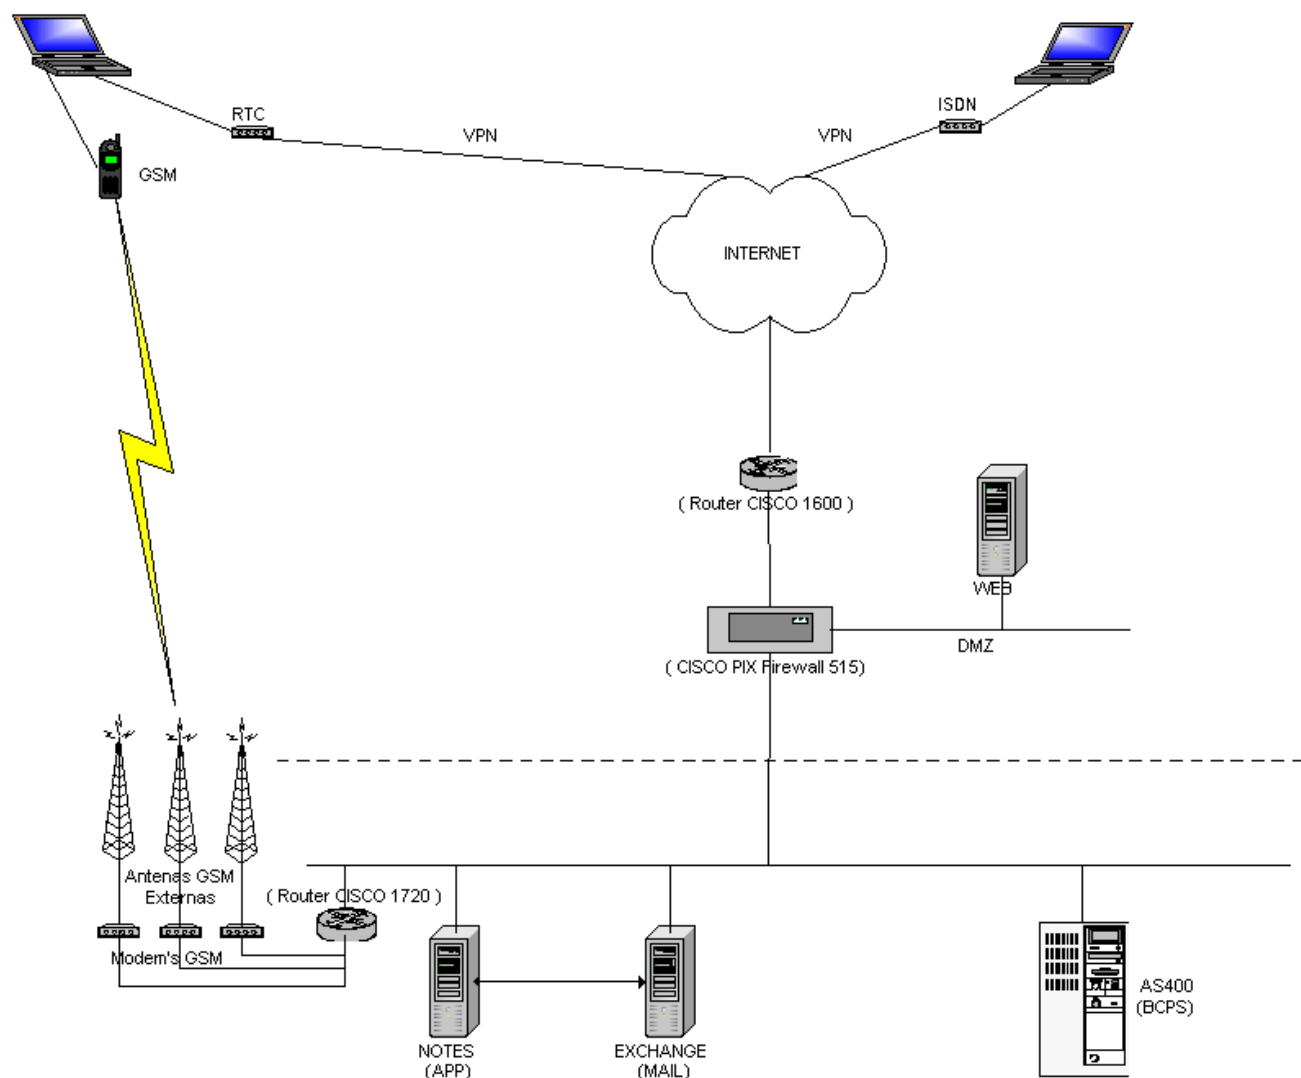 RTC
ISDN
VPN
VPN
GSM
INTERNET
( Router CISCO 1600 )
WEB
DMZ
( CISCO PIX Firewall 515)
Antenas GSM
Externas
( Router CISCO 1720 )
Modem's GSM
AS400
(BCPS)
NOTES
(APP)
EXCHANGE
(MAIL)